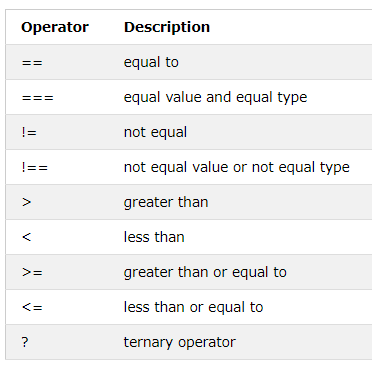 Operator Description
== equal to
=== equal value and equal type
!= not equal
!== not equal value or not equal type
> greater than
< less than
>= greater than or equal to
<= less than or equal to
? ternary operator